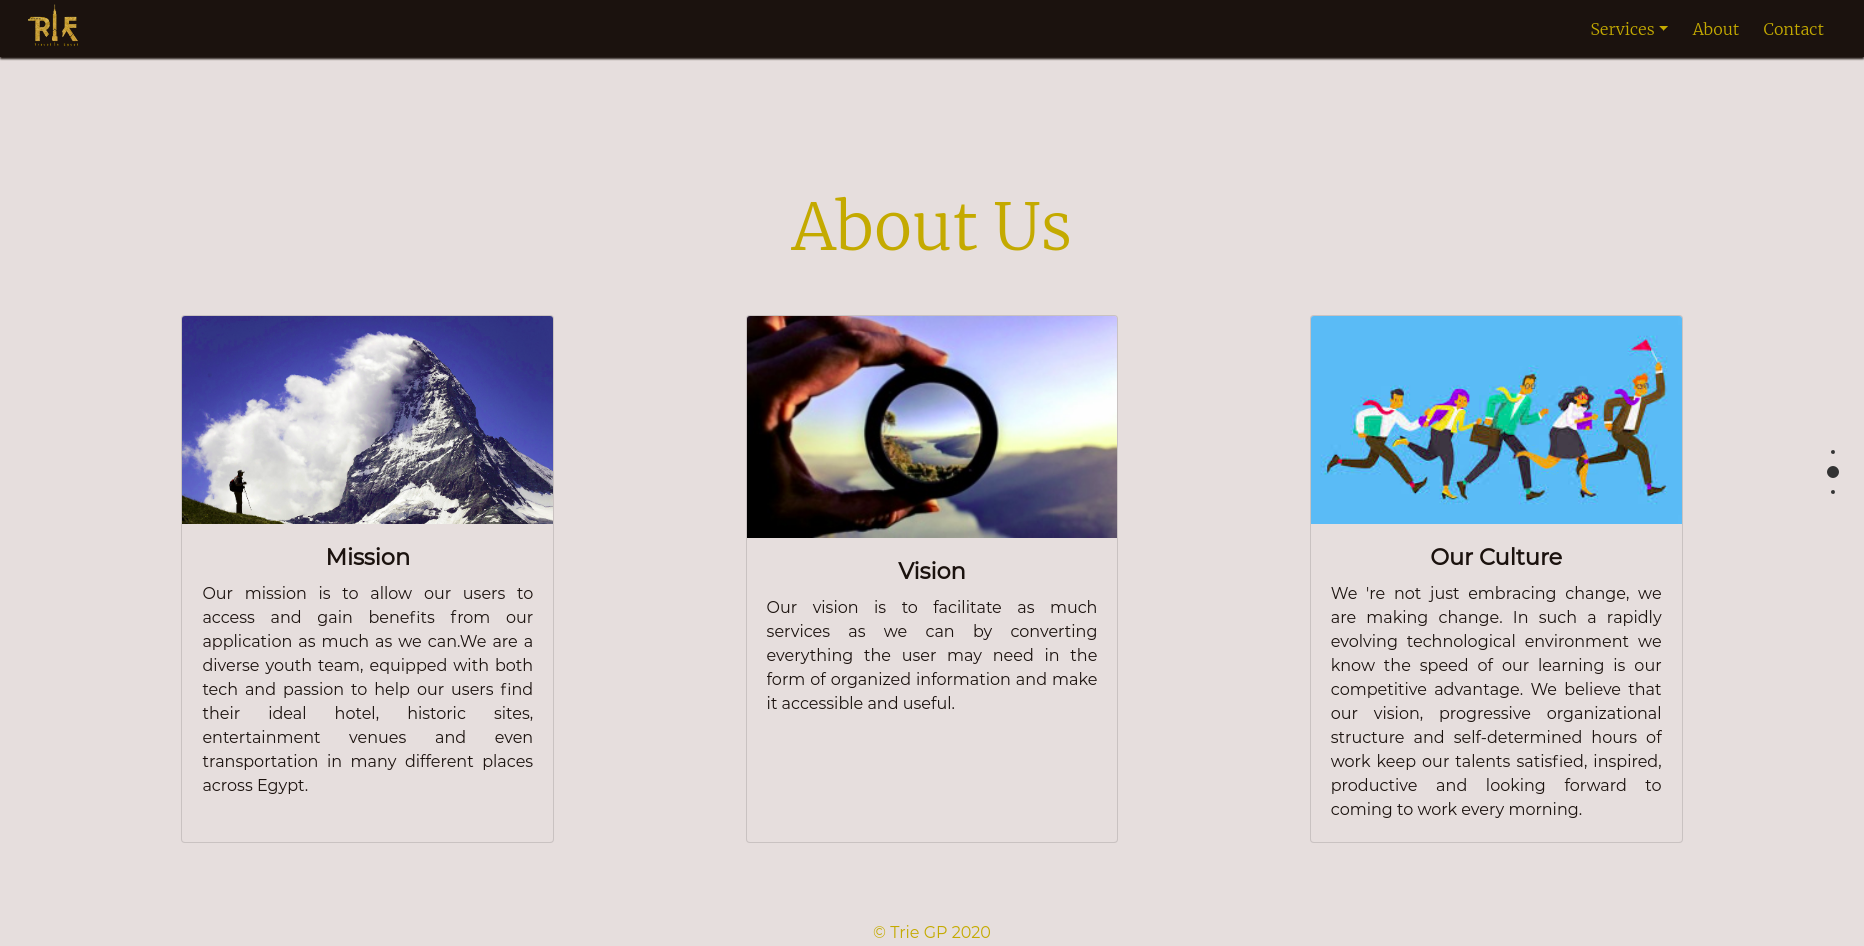 TRIE
Services
About
Contact
About Us
Mission
Our mission is to allow our users to
access and gain benefits from our
application as much as we can.We are a
diverse youth team, equipped with both
tech and passion to help our users find
their ideal hotel, historic sites,
entertainment venues and even
transportation in many different places
across Egypt.
Vision
Our vision is to facilitate as much
services as we can by converting
everything the user may need in the
form of organized information and make
it accessible and useful.
Our Culture
We 're not just embracing change, we
are making change. In such a rapidly
evolving technological environment we
know the speed of our learning is our
competitive advantage. We believe that
our vision, progressive organizational
structure and self-determined hours of
work keep our talents satisfied, inspired,
productive and looking forward to
coming to work every morning.
© Trie GP 2020